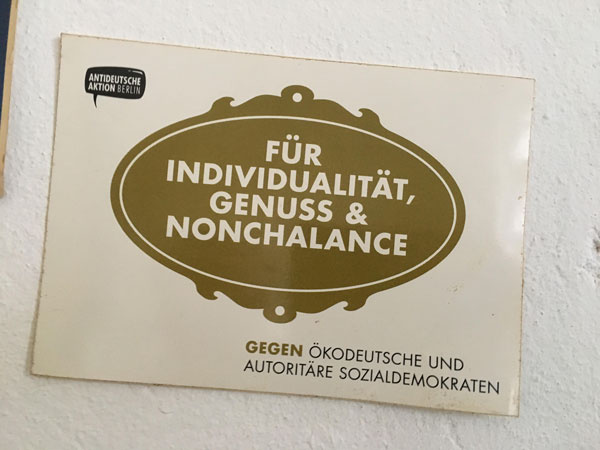 ANTIDEUTSCHE
AKTION BERLIN
FÜR
INDIVIDUALITÄT,
GENUSS &
NONCHALANCE
GEGEN ÖKODEUTSCHE UND
AUTORITÄRE SOZIALDEMOKRATEN